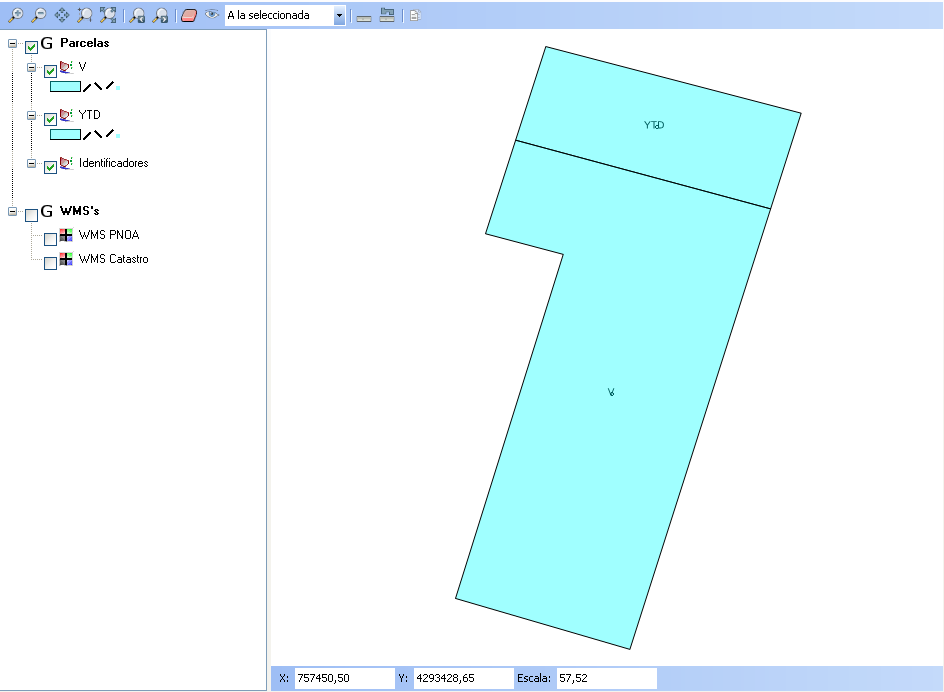 A la seleccionada
G Parcelas
V
YTD
Identificadores
G WMS's
WMS PNOA
WMS Catastro
YTD
V
X: 757450,50 Y: 4293428,65 Escala: 57,52